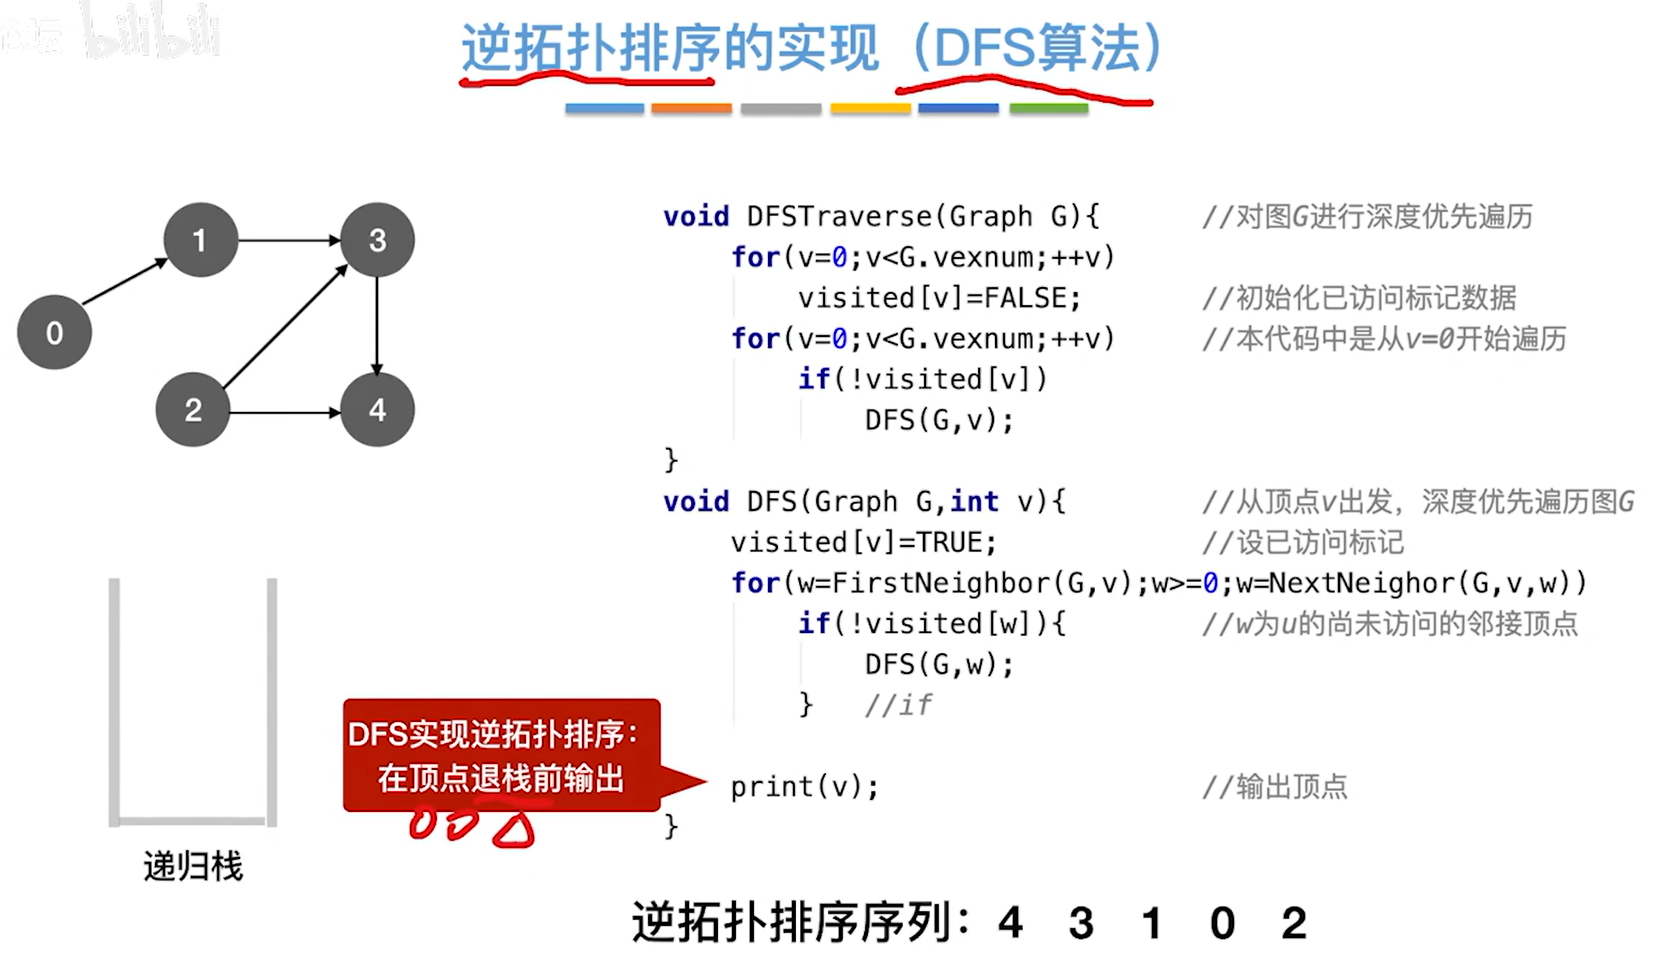 论坛 bilibili
逆拓扑排序的实现（DFS算法）
1
3
0
2
4
void DFSTraverse(Graph G){ //对图G进行深度优先遍历
for(v=0;v<G.vexnum;++v)
visited[v]=FALSE; //初始化已访问标记数据
for(v=0;v<G.vexnum;++v) //本代码中是从v=0开始遍历
if(!visited[v])
DFS(G,v);
}
void DFS(Graph G,int v){ //从顶点v出发，深度优先遍历图G
visited[v]=TRUE; //设已访问标记
for(w=FirstNeighbor(G,v);w>=0;w=NextNeighor(G,v,w))
if(!visited[w]){ //w为u的尚未访问的邻接顶点
DFS(G,w);
} //if
print(v); //输出顶点
}
DFS实现逆拓扑排序：
在顶点退栈前输出
递归栈
逆拓扑排序序列：4 3 1 0 2